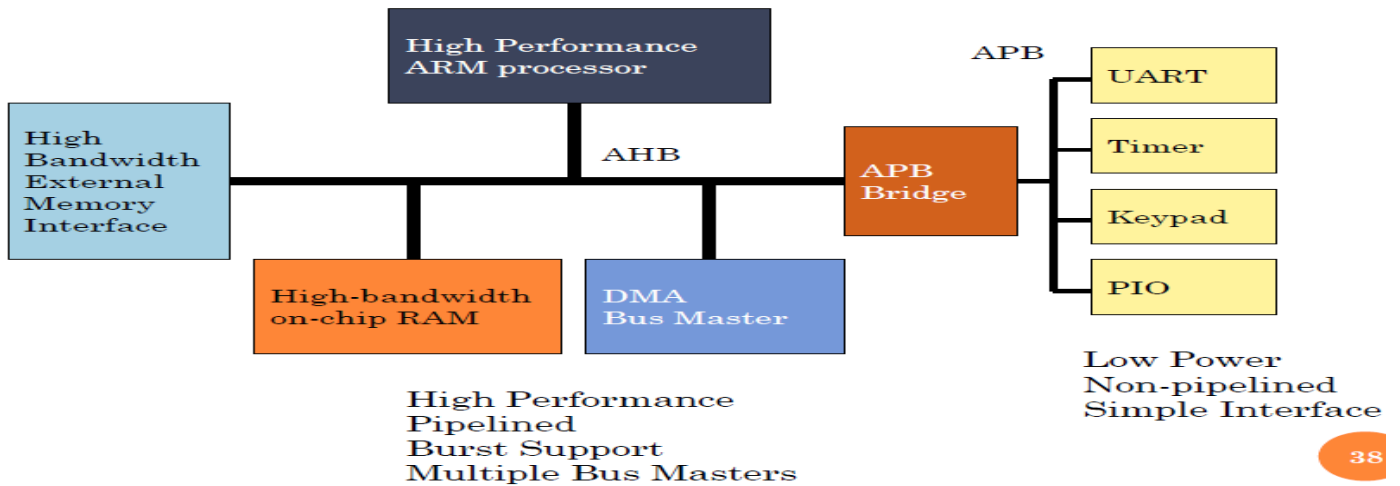 High Performance
ARM processor
APB
UART
High
Bandwidth
External
Memory
Interface
AHB
APB
Bridge
Timer
Keypad
High-bandwidth
on-chip RAM
DMA
Bus Master
PIO
High Performance
Pipelined
Burst Support
Multiple Bus Masters
Low Power
Non-pipelined
Simple Interface
38